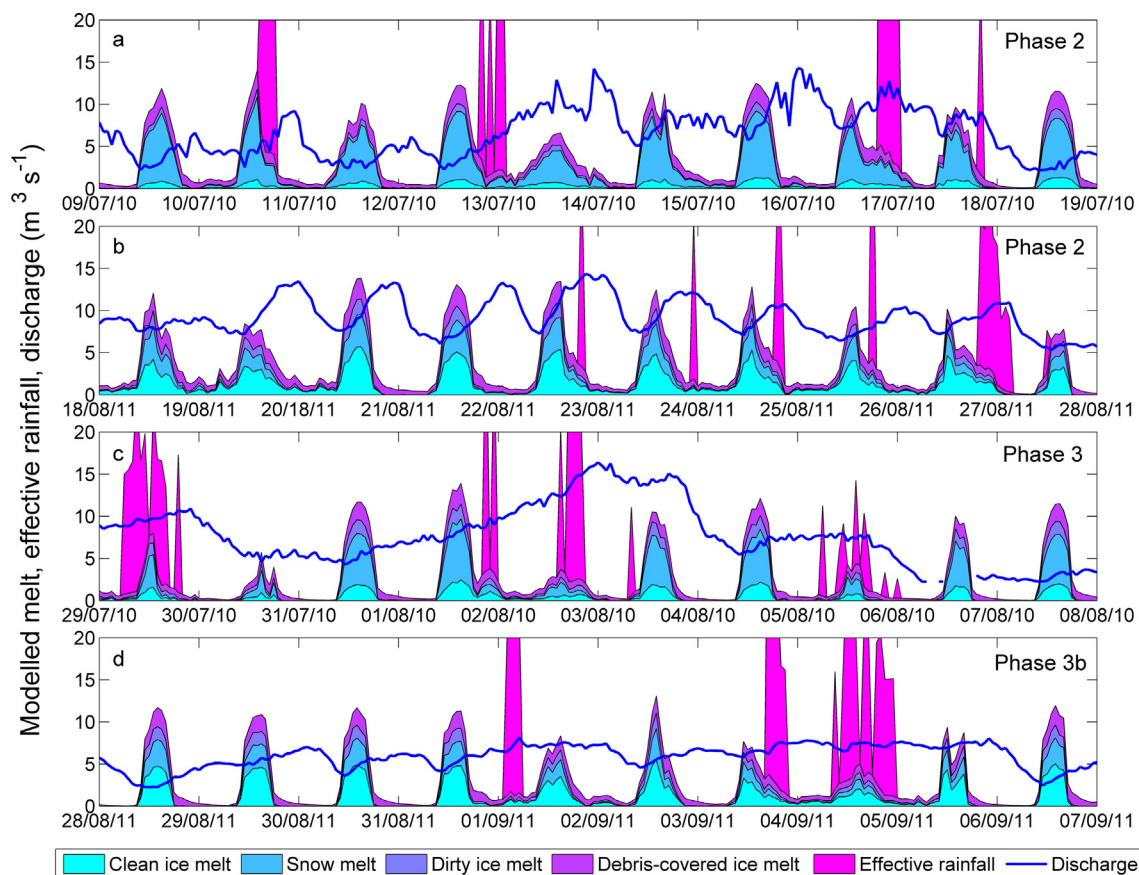 Modelled melt, effective rainfall, discharge (m³ s⁻¹)
a
Phase 2
20
15
10
5
0
09/07/10 10/07/10 11/07/10 12/07/10 13/07/10 14/07/10 15/07/10 16/07/10 17/07/10 18/07/10 19/07/10
b
Phase 2
20
15
10
5
0
18/08/11 19/08/11 20/08/11 21/08/11 22/08/11 23/08/11 24/08/11 25/08/11 26/08/11 27/08/11 28/08/11
c
Phase 3
20
15
10
5
0
29/07/10 30/07/10 31/07/10 01/08/10 02/08/10 03/08/10 04/08/10 05/08/10 06/08/10 07/08/10 08/08/10
d
Phase 3b
20
15
10
5
0
28/08/11 29/08/11 30/08/11 31/08/11 01/09/11 02/09/11 03/09/11 04/09/11 05/09/11 06/09/11 07/09/11
Clean ice melt Snow melt Dirty ice melt Debris-covered ice melt Effective rainfall Discharge